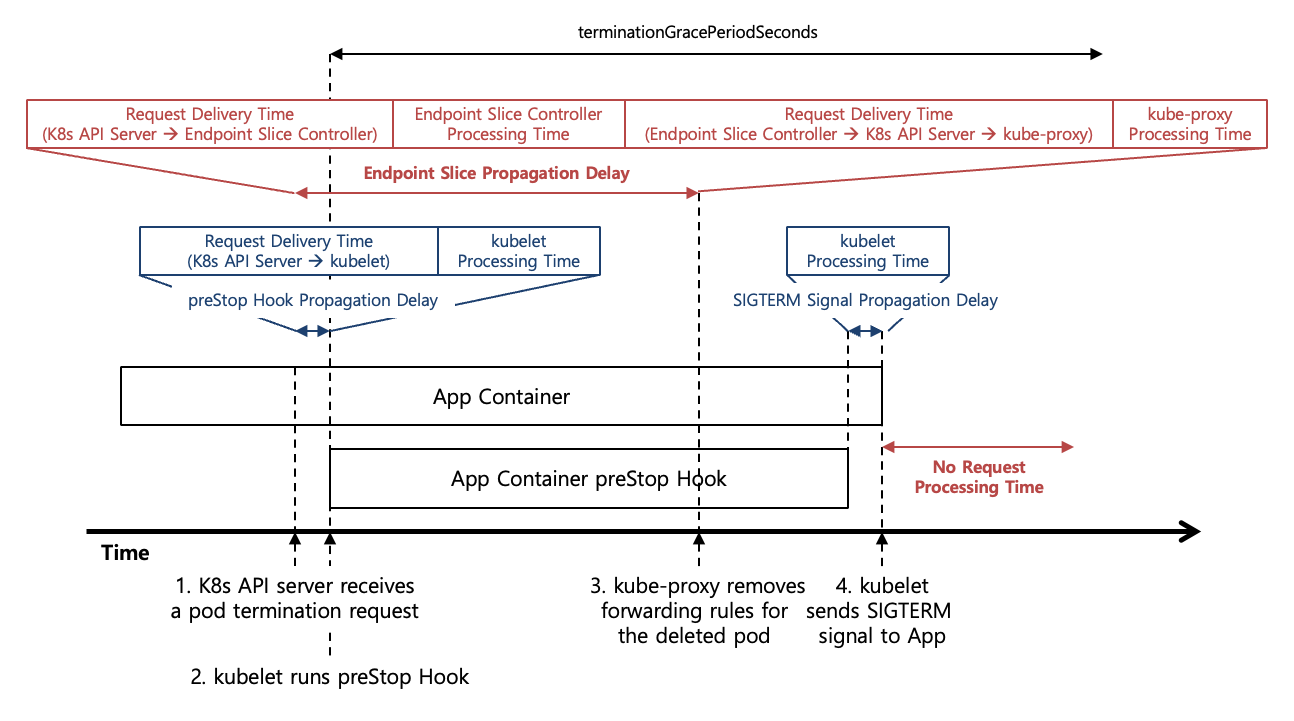 terminationGracePeriodSeconds
Request Delivery Time
(K8s API Server → Endpoint Slice Controller)
Endpoint Slice Controller
Processing Time
Request Delivery Time
(Endpoint Slice Controller → K8s API Server → kube-proxy)
kube-proxy
Processing Time
Endpoint Slice Propagation Delay
Request Delivery Time
(K8s API Server → kubelet)
kubelet
Processing Time
kubelet
Processing Time
preStop Hook Propagation Delay
SIGTERM Signal Propagation Delay
App Container
App Container preStop Hook
No Request
Processing Time
Time
1. K8s API server receives
a pod termination request
2. kubelet runs preStop Hook
3. kube-proxy removes
forwarding rules for
the deleted pod
4. kubelet
sends SIGTERM
signal to App